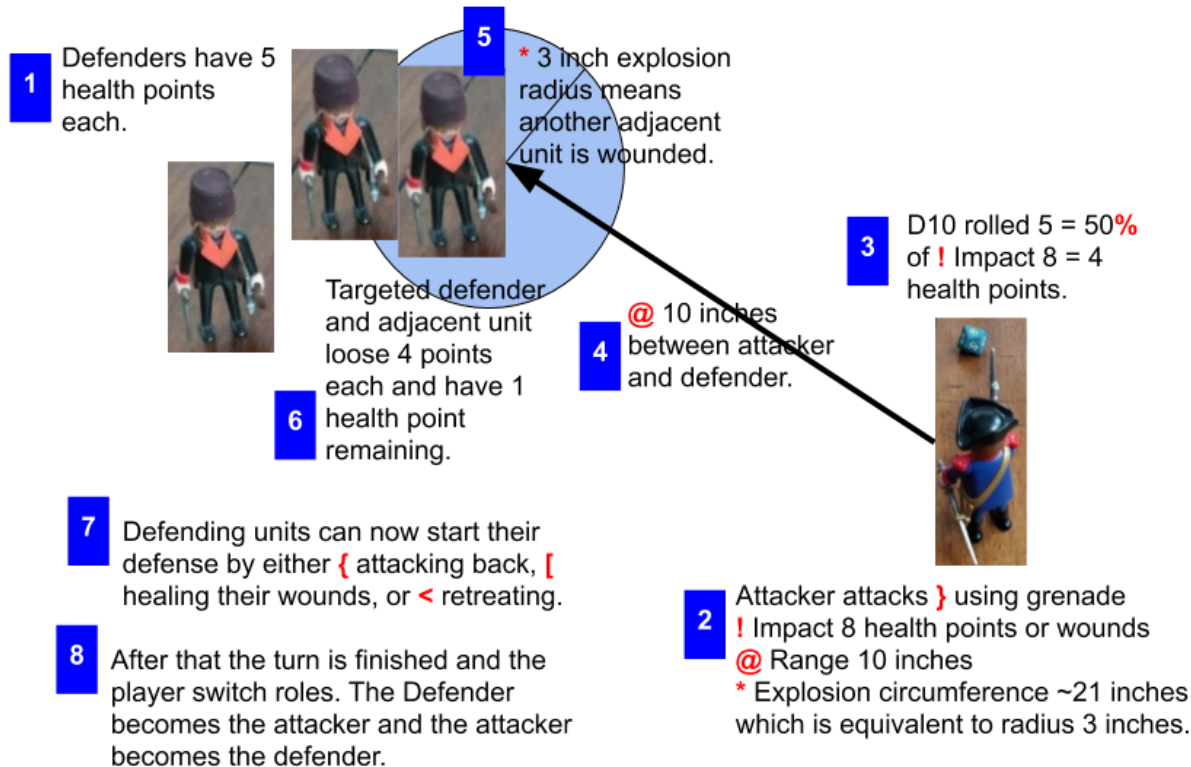 1
Defenders have 5
health points
each.
5
* 3 inch explosion
radius means
another adjacent
unit is wounded.
3
D10 rolled 5 = 50%
of ! Impact 8 = 4
health points.
4
@ 10 inches
between attacker
and defender.
6
Targeted defender
and adjacent unit
loose 4 points
each and have 1
health point
remaining.
7
Defending units can now start their
defense by either { attacking back, [
healing their wounds, or < retreating.
2
Attacker attacks } using grenade
! Impact 8 health points or wounds
@ Range 10 inches
* Explosion circumference ~21 inches
which is equivalent to radius 3 inches.
8
After that the turn is finished and the
player switch roles. The Defender
becomes the attacker and the attacker
becomes the defender.